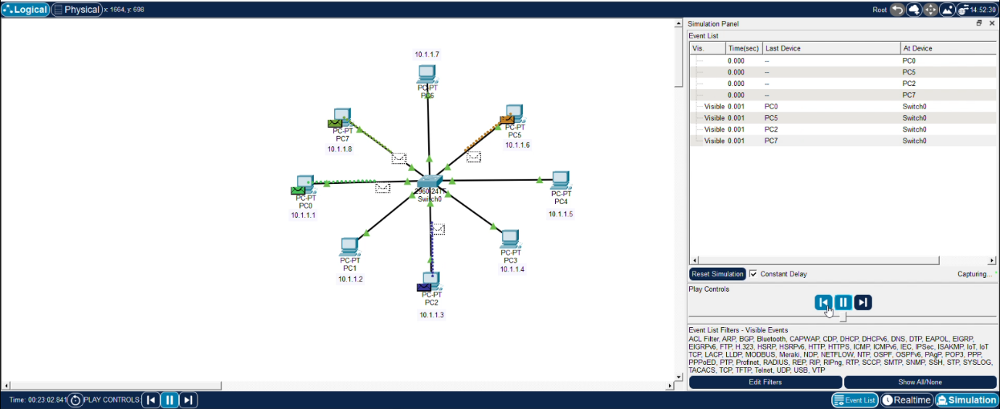 Logical Physical x: 1664, y: 698 Root 14:52:30
Simulation Panel
Event List
Vis. Time(sec) Last Device At Device
0.000 -- PC0
0.000 -- PC5
0.000 -- PC2
0.000 -- PC7
Visible 0.001 PC0 Switch0
Visible 0.001 PC5 Switch0
Visible 0.001 PC2 Switch0
Visible 0.001 PC7 Switch0
10.1.1.7
PC-PT
PC6
PC-PT
PC7
10.1.1.8
PC-PT
PC5
10.1.1.6
PC-PT
PC0
10.1.1.1
2960-24TT
Switch0
PC-PT
PC4
10.1.1.5
PC-PT
PC1
10.1.1.2
PC-PT
PC3
10.1.1.4
PC-PT
PC2
10.1.1.3
Reset Simulation Constant Delay Capturing...
Play Controls
Event List Filters - Visible Events
ACL Filter, ARP, BGP, Bluetooth, CAPWAP, CDP, DHCP, DHCPv6, DNS, DTP, EAPOL, EIGRP,
EIGRPv6, FTP, H.323, HSRP, HSRPv6, HTTP, HTTPS, ICMP, ICMPv6, IEC, IPSec, ISAKMP, IoT, IoT
TCP, LACP, LLDP, MODBUS, Meraki, NDP, NETFLOW, NTP, OSPF, OSPFv6, PAgP, POP3, PPP,
PPPoED, PTP, Profinet, RADIUS, REP, RIP, RIPng, RTP, SCCP, SMTP, SNMP, SSH, STP, SYSLOG,
TACACS, TCP, TFTP, Telnet, UDP, USB, VTP
Edit Filters Show All/None
Time: 00:23:02.841 PLAY CONTROLS: Event List Realtime Simulation